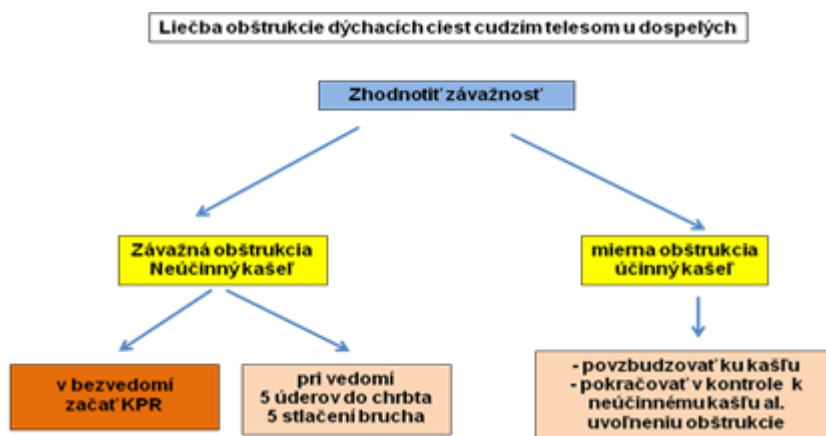 Liečba obštrukcie dýchacích ciest cudzím telesom u dospelých
Zhodnotiť závažnosť
Závažná obštrukcia
Neúčinný kašeľ
mierna obštrukcia
účinný kašeľ
v bezvedomí
začať KPR
pri vedomí
5 úderov do chrbta
5 stlačení brucha
- povzbudzovať ku kašľu
- pokračovať v kontrole k
neúčinnému kašľu al.
uvoľneniu obštrukcie